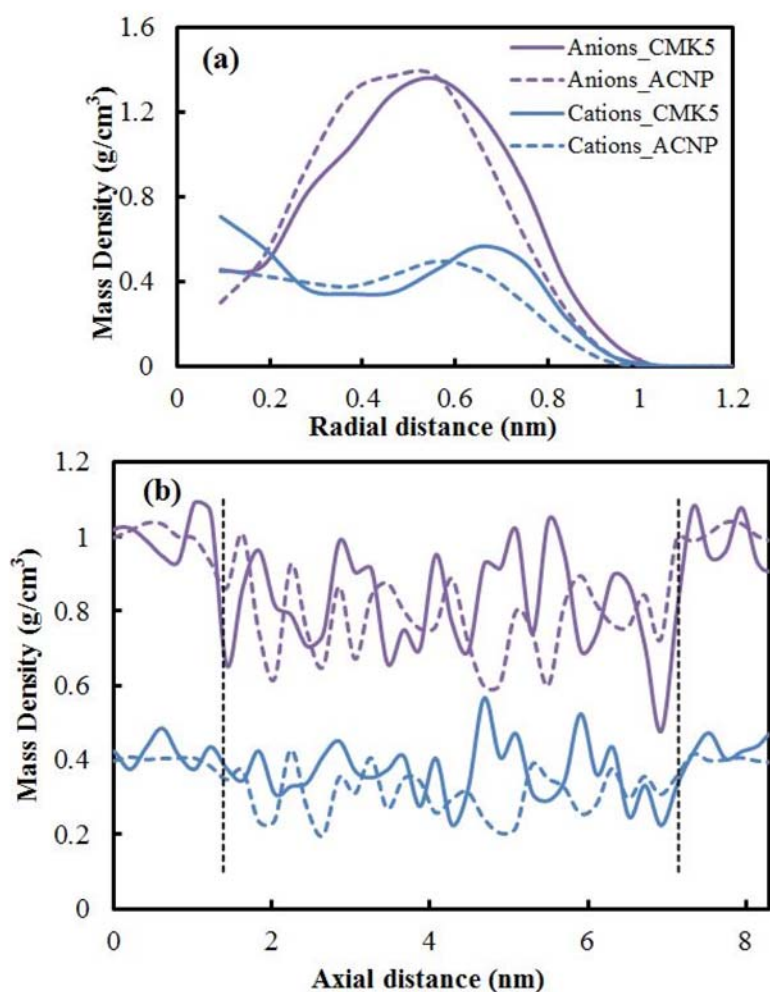 (a)
Anions_CMK5
Anions_ACNP
Cations_CMK5
Cations_ACNP
Mass Density (g/cm³)
1.6
1.2
0.8
0.4
0
0 0.2 0.4 0.6 0.8 1 1.2
Radial distance (nm)
(b)
Mass Density (g/cm³)
1.2
1
0.8
0.6
0.4
0.2
0
0 2 4 6 8
Axial distance (nm)